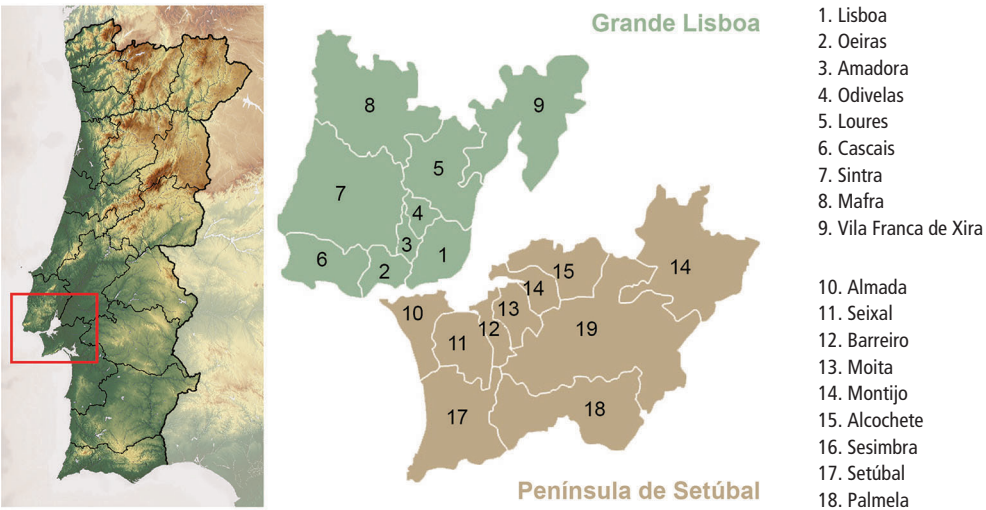 Grande Lisboa
8
9
5
7
4
3
6
2
1
15
14
14
10
13
12
11
19
17
18
Península de Setúbal
1. Lisboa
2. Oeiras
3. Amadora
4. Odivelas
5. Loures
6. Cascais
7. Sintra
8. Mafra
9. Vila Franca de Xira
10. Almada
11. Seixal
12. Barreiro
13. Moita
14. Montijo
15. Alcochete
16. Sesimbra
17. Setúbal
18. Palmela